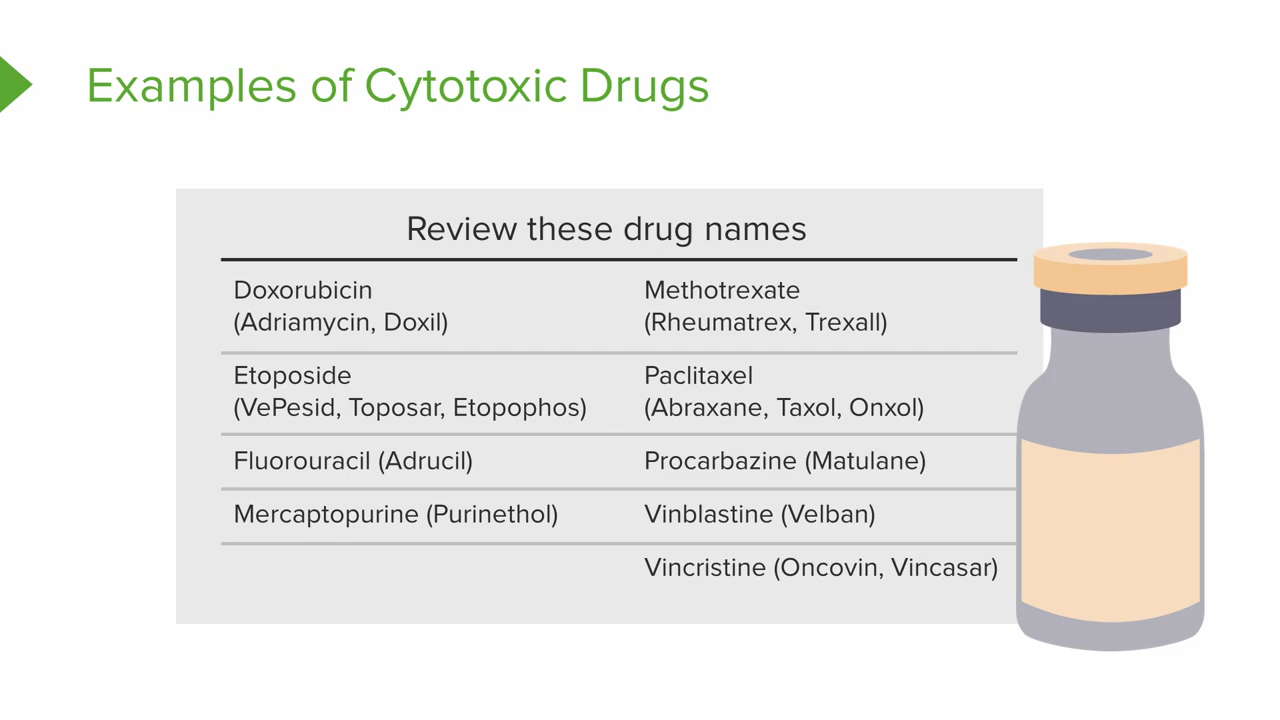 Examples of Cytotoxic Drugs
Review these drug names
Doxorubicin
(Adriamycin, Doxil)
Methotrexate
(Rheumatrex, Trexall)
Etoposide
(VePesid, Toposar, Etopophos)
Paclitaxel
(Abraxane, Taxol, Onxol)
Fluorouracil (Adrucil)
Procarbazine (Matulane)
Mercaptopurine (Purinethol)
Vinblastine (Velban)
Vincristine (Oncovin, Vincasar)